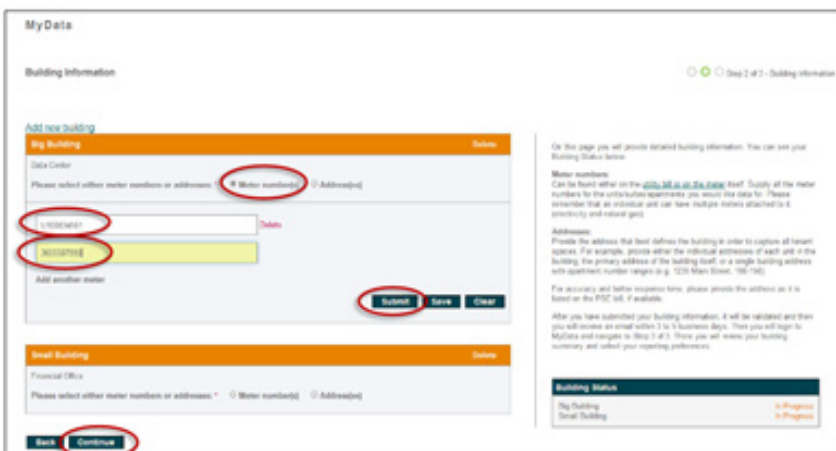 MyData
Building Information
Step 2 of 3 - Building information
Add new building
Big Building
Delete
Data Center
Please select either meter numbers or addresses: * Meter number(s) Address(es)
Delete
Add another meter
Submit Save Clear
Small Building
Delete
Financial Office
Please select either meter numbers or addresses: * Meter number(s) Address(es)
Back Continue
On this page you will provide detailed building information. You can see your
Building Status below.
Meter numbers:
Can be found either on the utility bill or on the meter itself. Supply all the meter
numbers for the units/suites/apartments you would like data for. Please
remember that an individual unit can have multiple meters attached to it
(electricity and natural gas).
Addresses:
Provide the address that best defines the building in order to capture all tenant
spaces. For example, provide either the individual addresses of each unit in the
building, the primary address of the building itself, or a single building address
with apartment number ranges (e.g. 1235 Main Street, 100-198).
For accuracy and better response time, please provide the address as it is
listed on the PSE bill, if available.
After you have submitted your building information, it will be validated and then
you will receive an email within 3 to 5 business days. Then you will login to
MyData and navigate to Step 3 of 3. There you will review your building
summary and select your reporting preferences.
Building Status
Big Building In Progress
Small Building In Progress